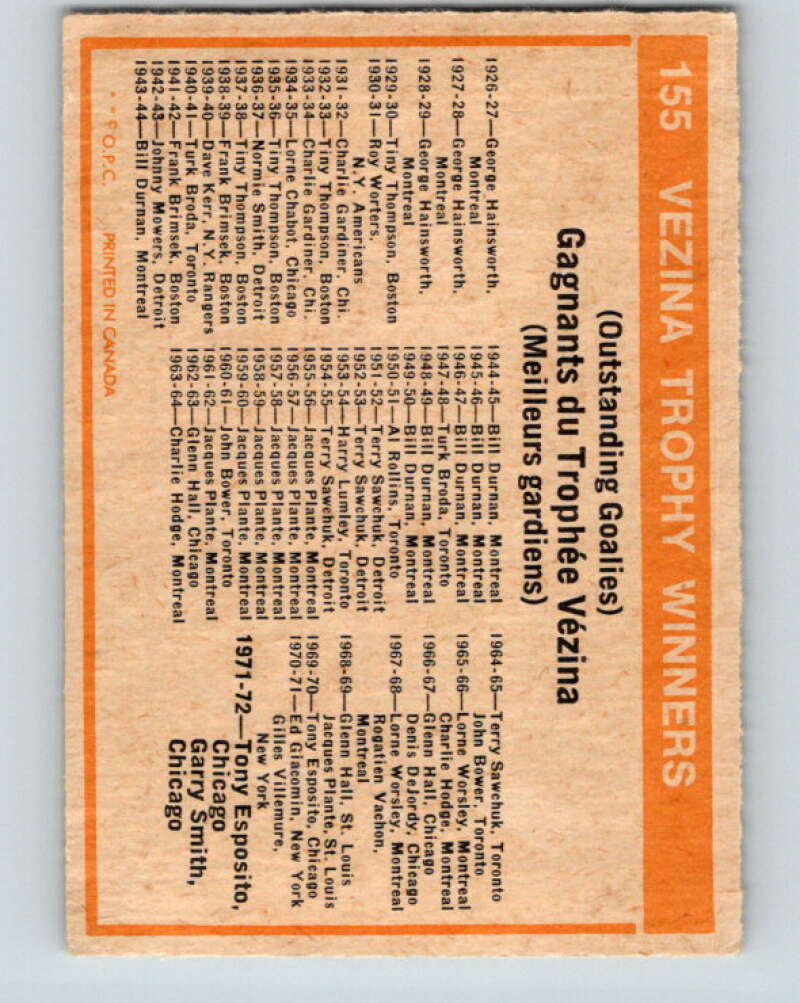 155 VEZINA TROPHY WINNERS
(Outstanding Goalies)
Gagnants du Trophée Vézina
(Meilleurs gardiens)
1926-27—George Hainsworth,
Montreal
1927-28—George Hainsworth,
Montreal
1928-29—George Hainsworth,
Montreal
1929-30—Tiny Thompson, Boston
1930-31—Roy Worters,
N.Y. Americans
1931-32—Charlie Gardiner, Chi.
1932-33—Tiny Thompson, Boston
1933-34—Charlie Gardiner, Chi.
1934-35—Lorne Chabot, Chicago
1935-36—Tiny Thompson, Boston
1936-37—Normie Smith, Detroit
1937-38—Tiny Thompson, Boston
1938-39—Frank Brimsek, Boston
1939-40—Dave Kerr, N.Y. Rangers
1940-41—Turk Broda, Toronto
1941-42—Frank Brimsek, Boston
1942-43—Johnny Mowers, Detroit
1943-44—Bill Durnan, Montreal
1944-45—Bill Durnan, Montreal
1945-46—Bill Durnan, Montreal
1946-47—Bill Durnan, Montreal
1947-48—Turk Broda, Toronto
1948-49—Bill Durnan, Montreal
1949-50—Bill Durnan, Montreal
1950-51—Al Rollins, Toronto
1951-52—Terry Sawchuk, Detroit
1952-53—Terry Sawchuk, Detroit
1953-54—Harry Lumley, Toronto
1954-55—Terry Sawchuk, Detroit
1955-56—Jacques Plante, Montreal
1956-57—Jacques Plante, Montreal
1957-58—Jacques Plante, Montreal
1958-59—Jacques Plante, Montreal
1959-60—Jacques Plante, Montreal
1960-61—John Bower, Toronto
1961-62—Jacques Plante, Montreal
1962-63—Glenn Hall, Chicago
1963-64—Charlie Hodge, Montreal
1964-65—Terry Sawchuk, Toronto
John Bower, Toronto
1965-66—Lorne Worsley, Montreal
Charlie Hodge, Montreal
1966-67—Glenn Hall, Chicago
Denis DeJordy, Chicago
1967-68—Lorne Worsley, Montreal
Rogatien Vachon,
Montreal
1968-69—Glenn Hall, St. Louis
Jacques Plante, St. Louis
1969-70—Tony Esposito, Chicago
1970-71—Ed Giacomin, New York
Gilles Villemure,
New York
1971-72—Tony Esposito,
Chicago
Garry Smith,
Chicago
* * © O.P.C. PRINTED IN CANADA